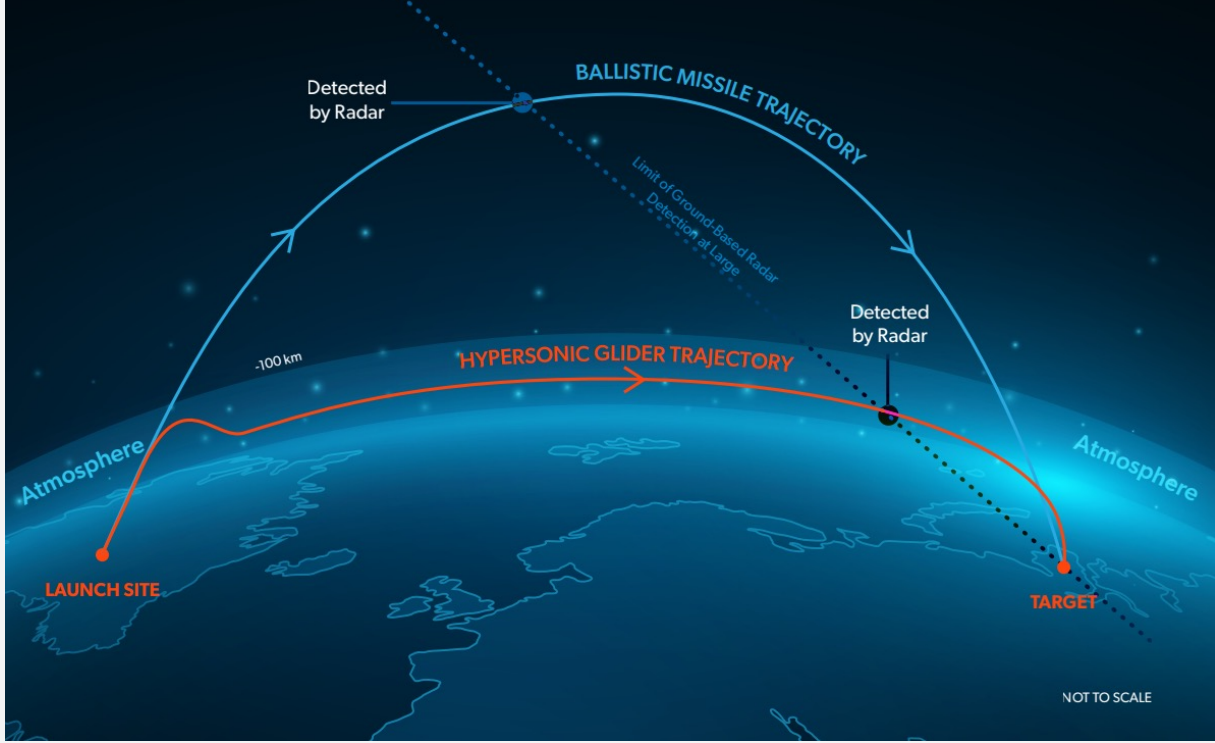 BALLISTIC MISSILE TRAJECTORY
Detected
by Radar
Limit of Ground-Based Radar
Detection at Large
Detected
by Radar
-100 km
HYPERSONIC GLIDER TRAJECTORY
Atmosphere
Atmosphere
LAUNCH SITE
TARGET
NOT TO SCALE